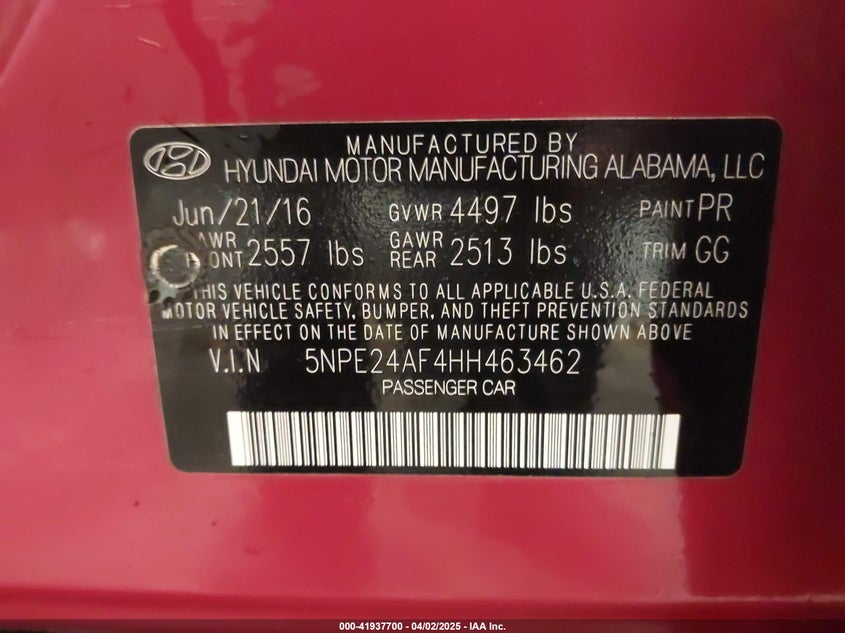 MANUFACTURED BY
HYUNDAI MOTOR MANUFACTURING ALABAMA, LLC
Jun/21/16 GVWR 4497 lbs PAINT PR
GAWR FRONT 2557 lbs GAWR REAR 2513 lbs TRIM GG
THIS VEHICLE CONFORMS TO ALL APPLICABLE U.S.A. FEDERAL
MOTOR VEHICLE SAFETY, BUMPER, AND THEFT PREVENTION STANDARDS
IN EFFECT ON THE DATE OF MANUFACTURE SHOWN ABOVE
V.I.N 5NPE24AF4HH463462
PASSENGER CAR
000-41937700 - 04/02/2025 - IAA Inc.